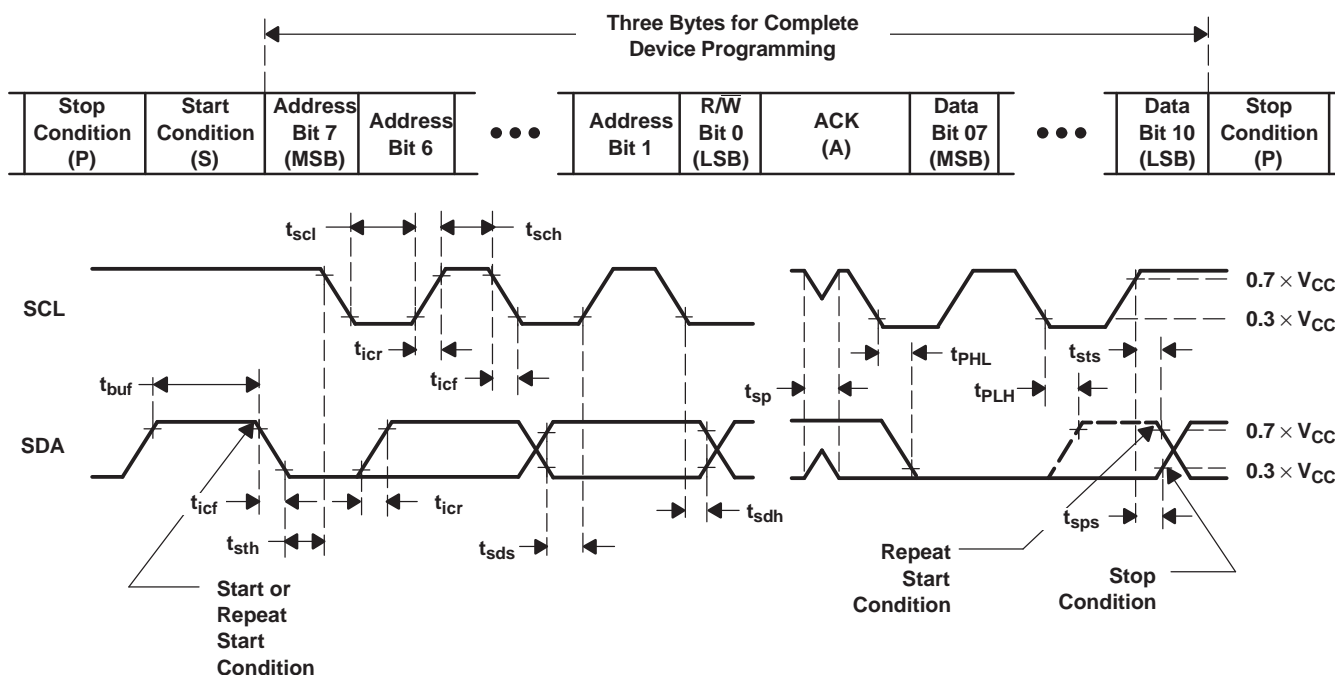 Three Bytes for Complete
Device Programming
Stop
Condition
(P)
Start
Condition
(S)
Address
Bit 7
(MSB)
Address
Bit 6
•••
Address
Bit 1
R/W̅
Bit 0
(LSB)
ACK
(A)
Data
Bit 07
(MSB)
•••
Data
Bit 10
(LSB)
Stop
Condition
(P)
tscl
tsch
SCL
0.7 × VCC
0.3 × VCC
ticr
ticf
tPHL
tsts
tbuf
tsp
tPLH
SDA
0.7 × VCC
0.3 × VCC
ticf
ticr
tsdh
tsps
tsth
tsds
Start or
Repeat
Start
Condition
Repeat
Start
Condition
Stop
Condition